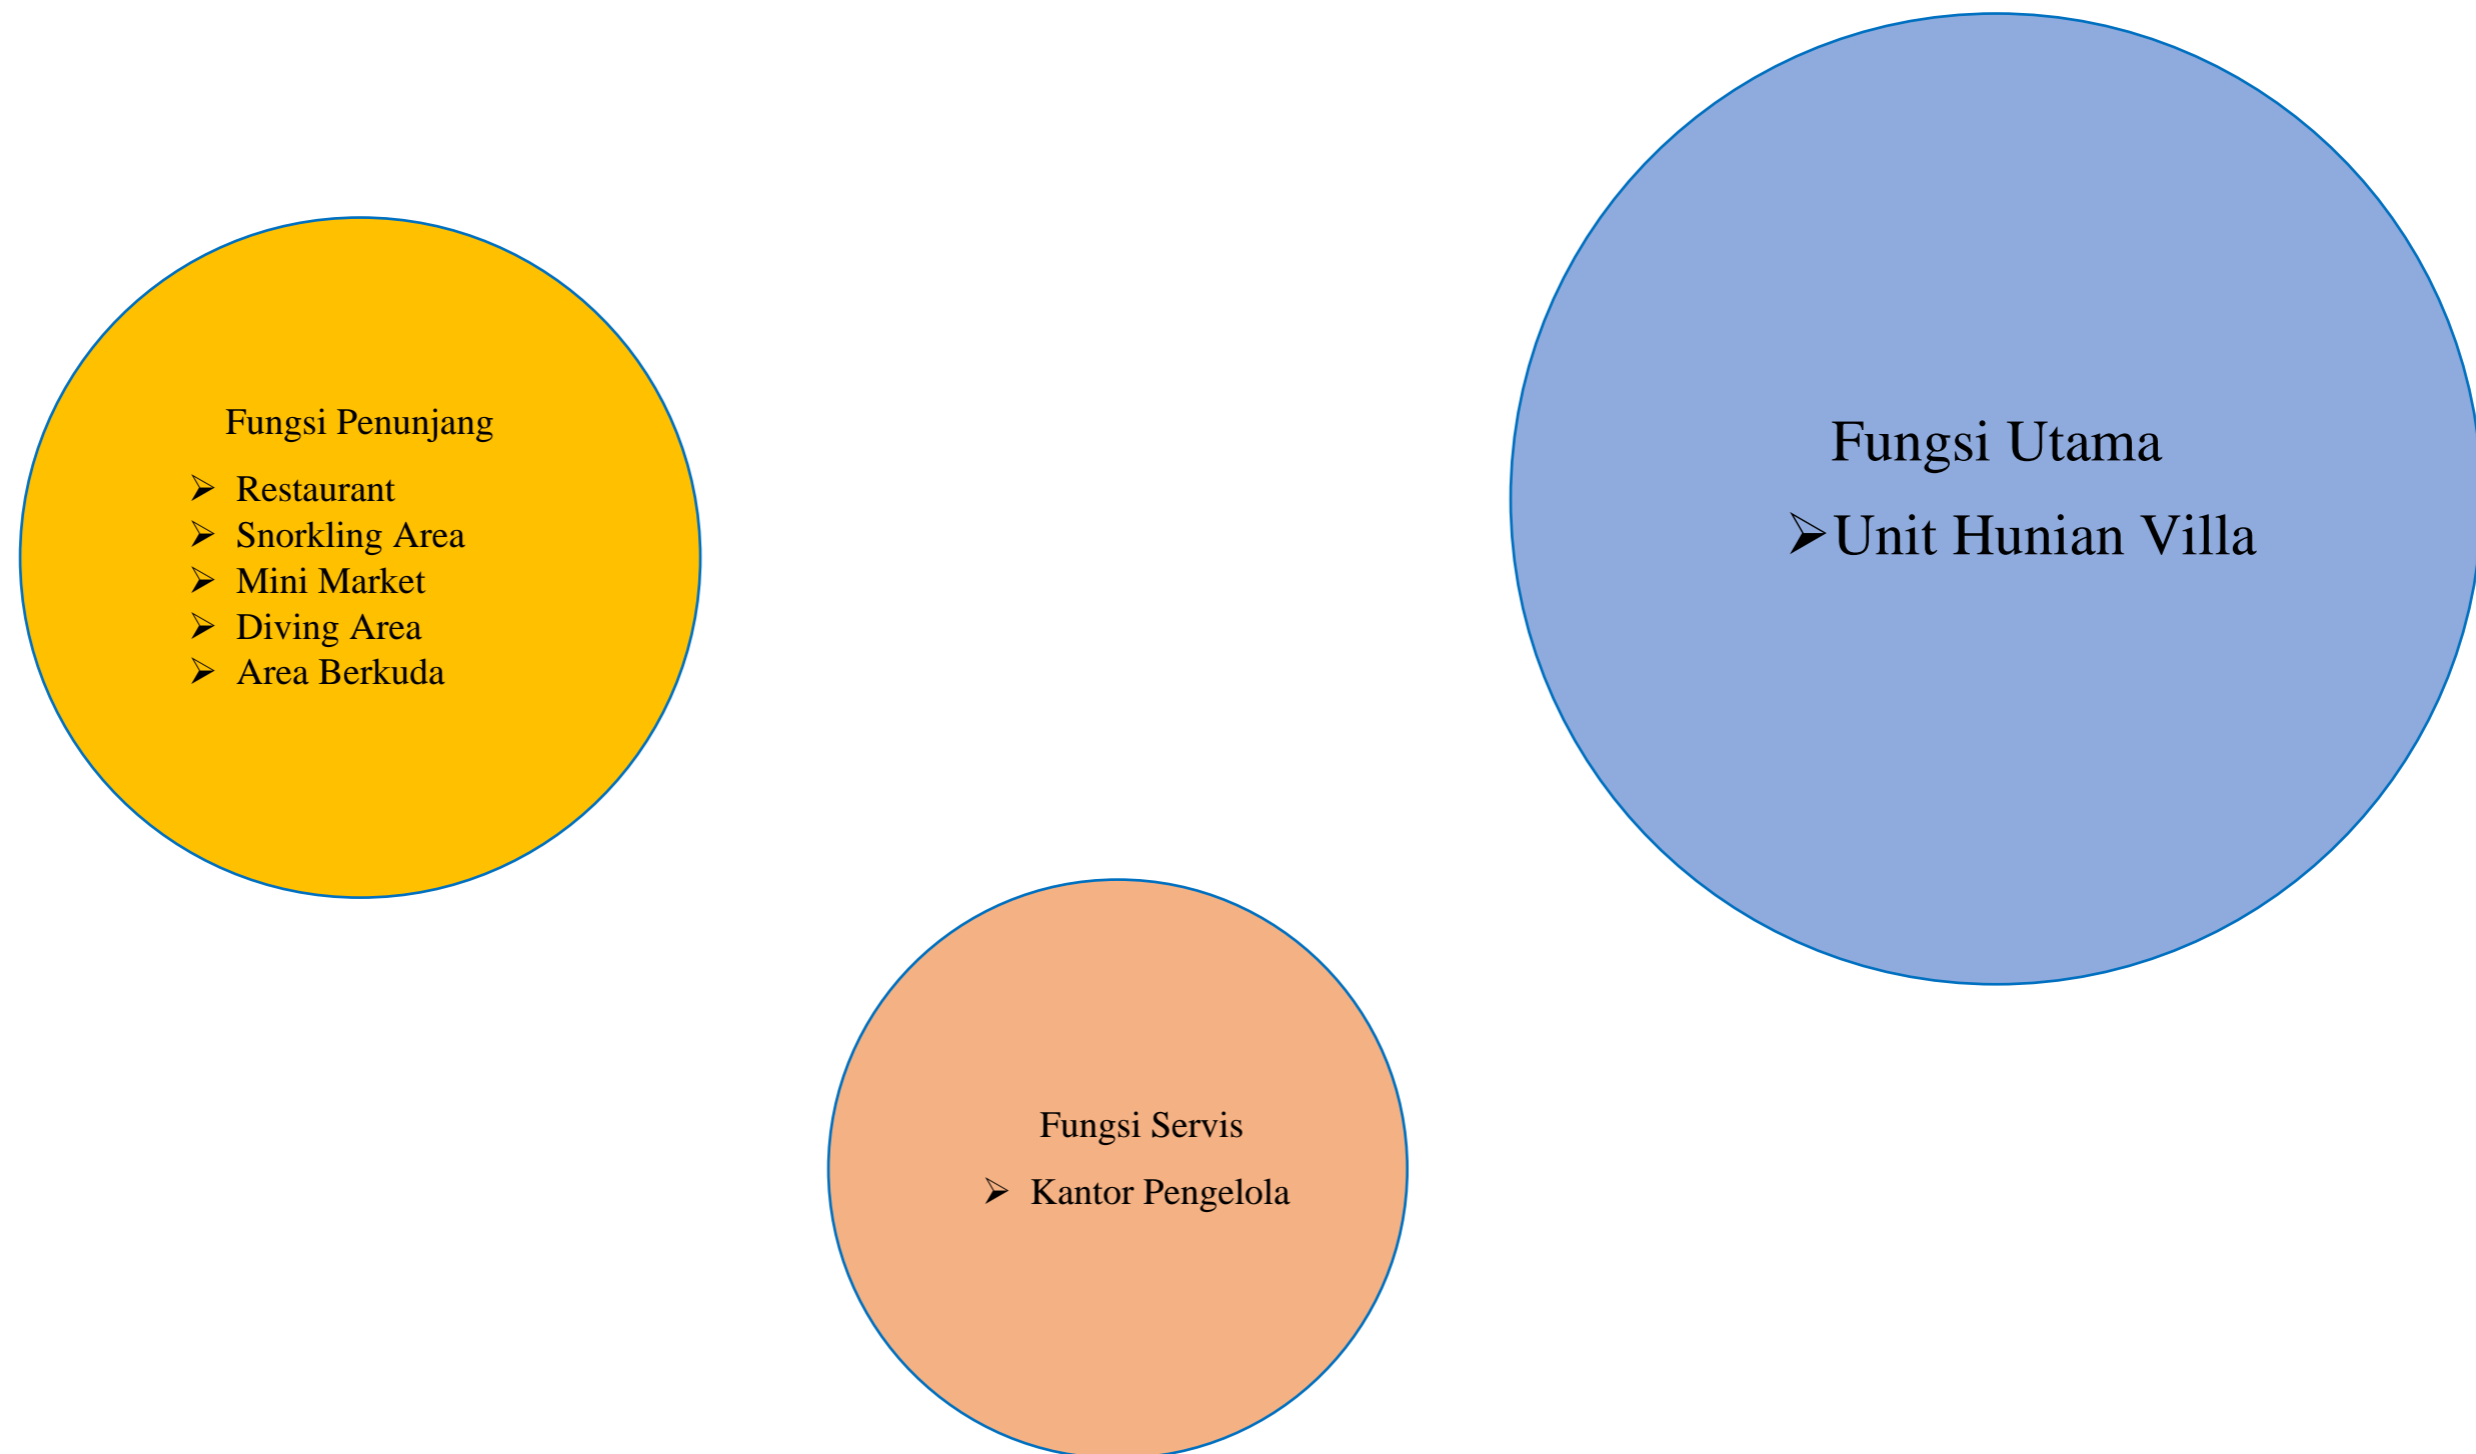 Fungsi Penunjang
➢ Restaurant
➢ Snorkling Area
➢ Mini Market
➢ Diving Area
➢ Area Berkuda
Fungsi Utama
➢Unit Hunian Villa
Fungsi Servis
➢ Kantor Pengelola